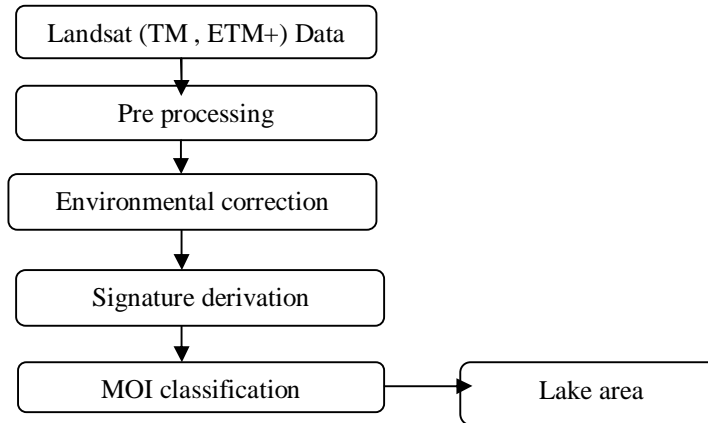 Landsat (TM , ETM+) Data
Pre processing
Environmental correction
Signature derivation
MOI classification
Lake area